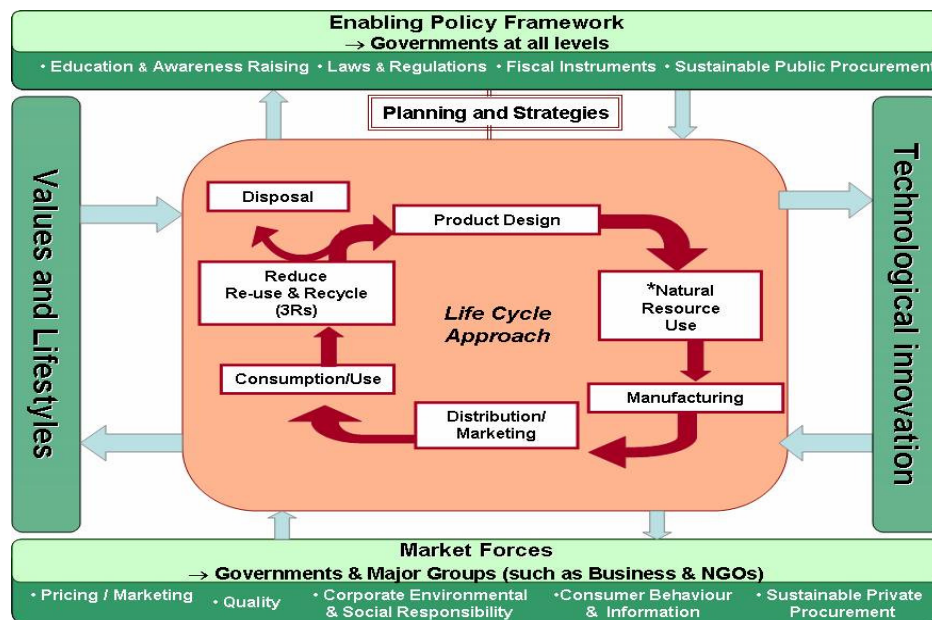 Enabling Policy Framework
→ Governments at all levels
• Education & Awareness Raising • Laws & Regulations • Fiscal Instruments • Sustainable Public Procurement
Planning and Strategies
Values and Lifestyles
Technological innovation
Disposal
Product Design
Reduce
Re-use & Recycle
(3Rs)
*Natural
Resource
Use
Life Cycle
Approach
Consumption/Use
Manufacturing
Distribution/
Marketing
Market Forces
→ Governments & Major Groups (such as Business & NGOs)
• Pricing / Marketing
• Quality
• Corporate Environmental
& Social Responsibility
• Consumer Behaviour
& Information
• Sustainable Private
Procurement